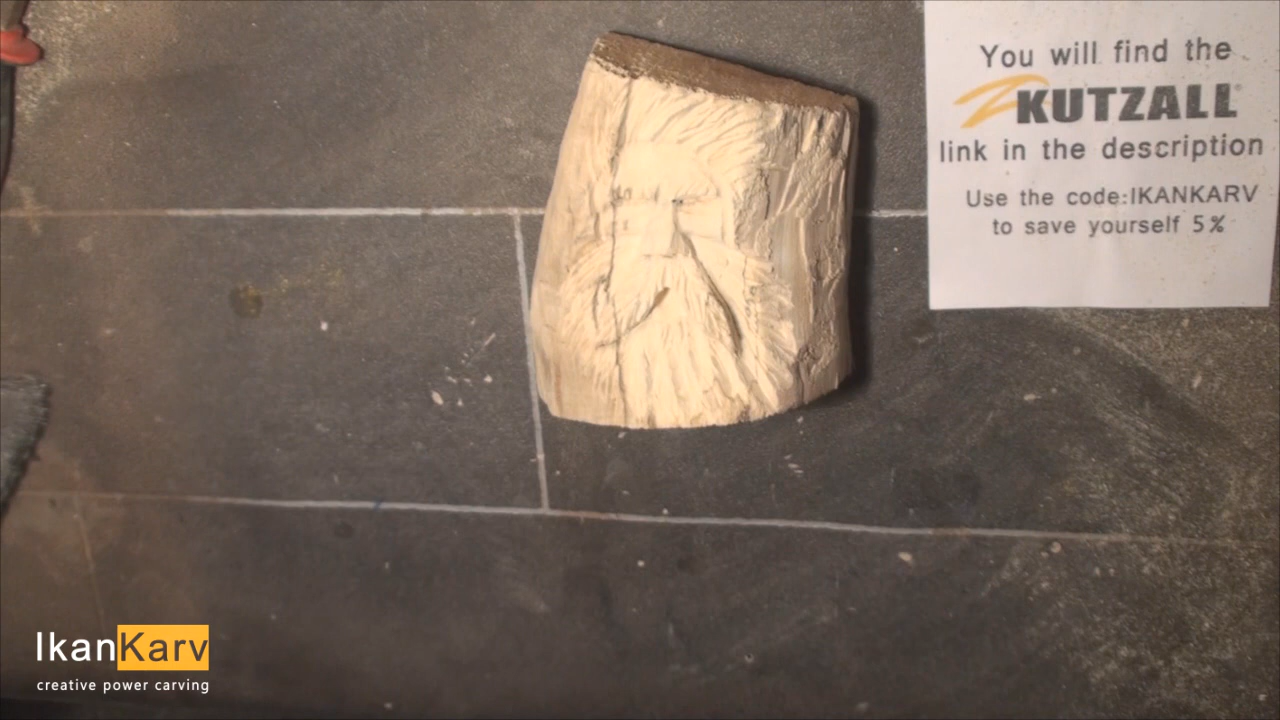 You will find the
KUTZALL
link in the description
Use the code:IKANKARV
to save yourself 5%
IkanKarv
creative power carving